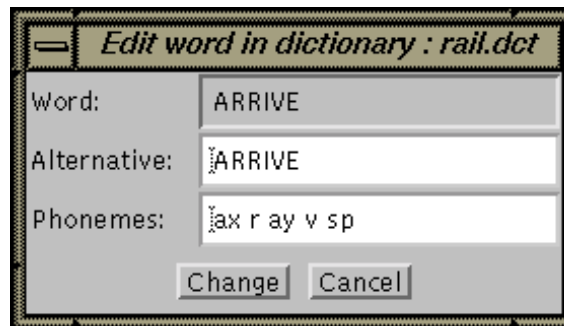 Edit word in dictionary : rail.dct
Word: ARRIVE
Alternative: ARRIVE
Phonemes: ax r ay v sp
Change Cancel